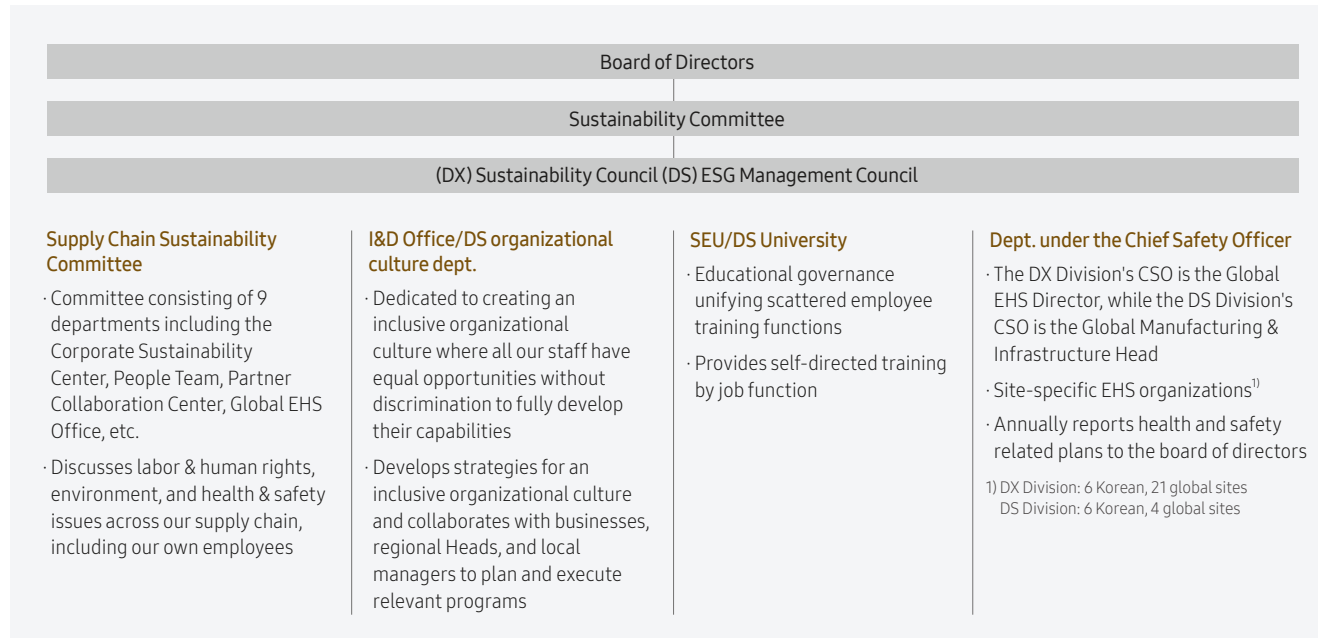 Board of Directors
Sustainability Committee
(DX) Sustainability Council (DS) ESG Management Council
Supply Chain Sustainability
Committee
· Committee consisting of 9
departments including the
Corporate Sustainability
Center, People Team, Partner
Collaboration Center, Global EHS
Office, etc.
· Discusses labor & human rights,
environment, and health & safety
issues across our supply chain,
including our own employees
I&D Office/DS organizational
culture dept.
· Dedicated to creating an
inclusive organizational
culture where all our staff have
equal opportunities without
discrimination to fully develop
their capabilities
· Develops strategies for an
inclusive organizational culture
and collaborates with businesses,
regional Heads, and local
managers to plan and execute
relevant programs
SEU/DS University
· Educational governance
unifying scattered employee
training functions
· Provides self-directed training
by job function
Dept. under the Chief Safety Officer
· The DX Division's CSO is the Global
EHS Director, while the DS Division's
CSO is the Global Manufacturing &
Infrastructure Head
· Site-specific EHS organizations1)
· Annually reports health and safety
related plans to the board of directors
1) DX Division: 6 Korean, 21 global sites
DS Division: 6 Korean, 4 global sites